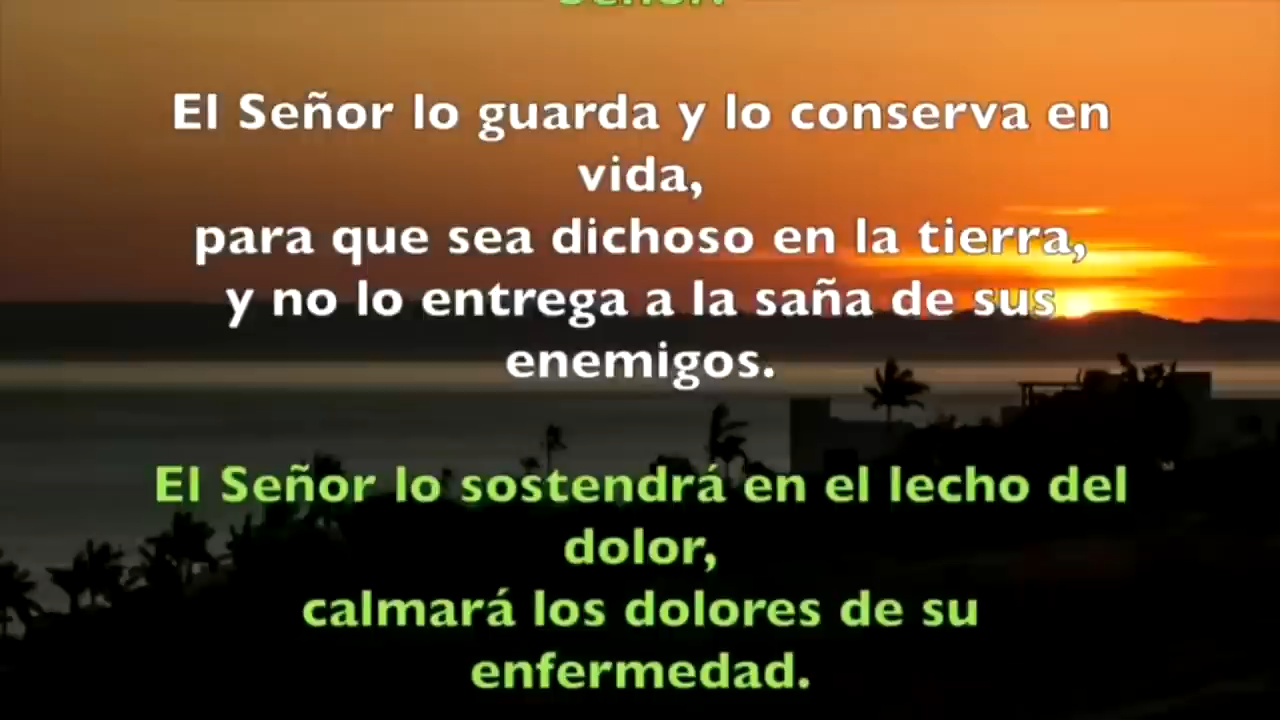 El Señor lo guarda y lo conserva en
vida,
para que sea dichoso en la tierra,
y no lo entrega a la saña de sus
enemigos.
El Señor lo sostendrá en el lecho del
dolor,
calmará los dolores de su
enfermedad.